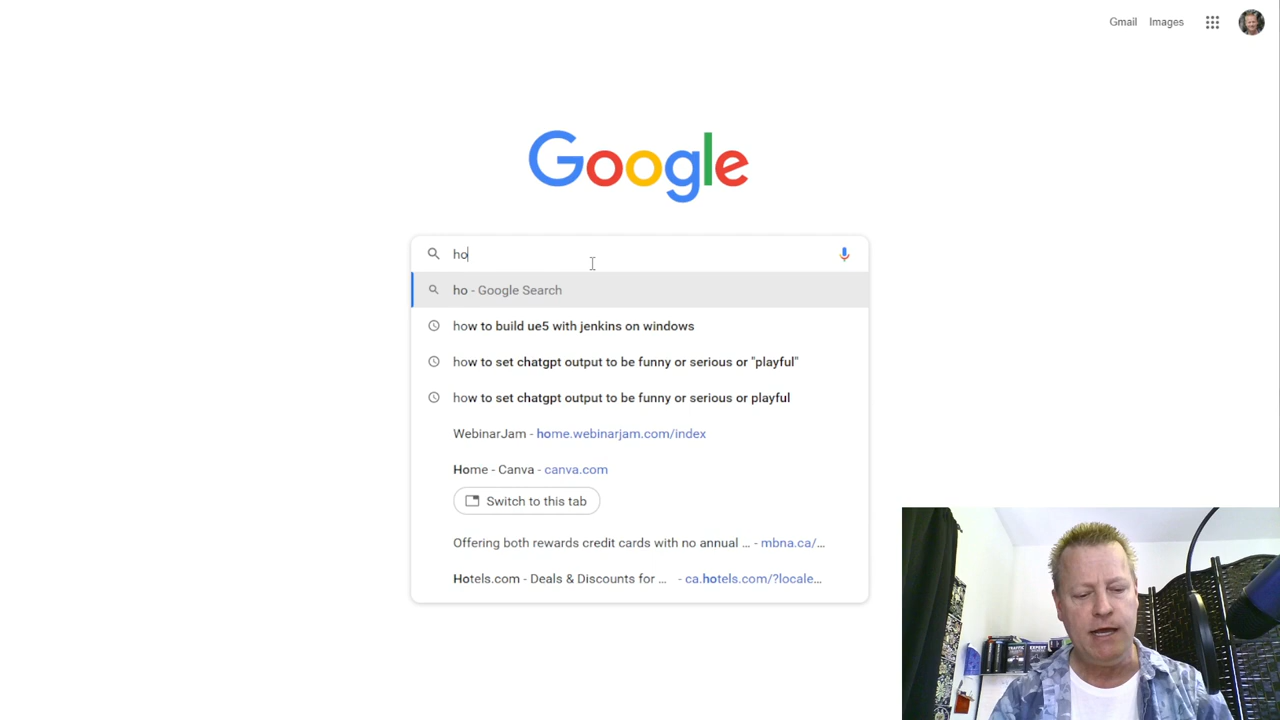 Gmail Images
Google
ho
ho - Google Search
how to build ue5 with jenkins on windows
how to set chatgpt output to be funny or serious or "playful"
how to set chatgpt output to be funny or serious or playful
WebinarJam - home.webinarjam.com/index
Home - Canva - canva.com
Switch to this tab
Offering both rewards credit cards with no annual ... - mbna.ca/...
Hotels.com - Deals & Discounts for ... - ca.hotels.com/?locale...
TRAFFIC
EXPERT